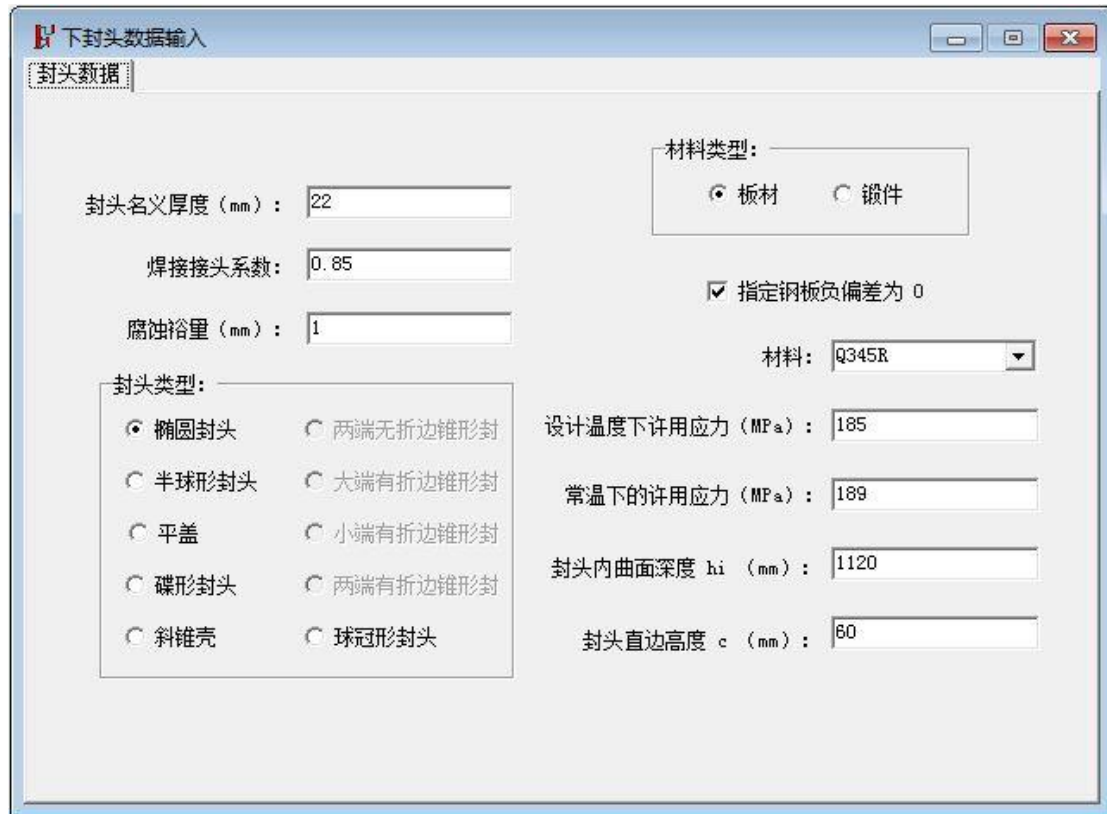 下封头数据输入
封头数据
封头名义厚度（mm）: 22
焊接接头系数: 0.85
腐蚀裕量（mm）: 1
封头类型:
椭圆封头 两端无折边锥形封
半球形封头 大端有折边锥形封
平盖 小端有折边锥形封
碟形封头 两端有折边锥形封
斜锥壳 球冠形封头
材料类型:
板材 锻件
指定钢板负偏差为 0
材料: Q345R
设计温度下许用应力（MPa）: 185
常温下的许用应力（MPa）: 189
封头内曲面深度 hi （mm）: 1120
封头直边高度 c （mm）: 60